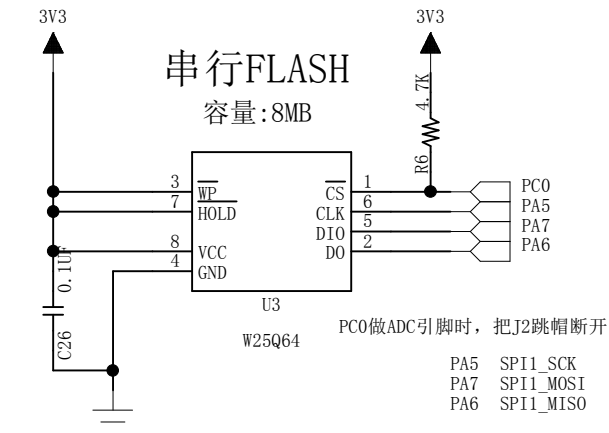 3V3
3V3
串行FLASH
容量:8MB
4.7K
R6
3
WP
7
HOLD
8
VCC
4
GND
CS
1
CLK
6
DIO
5
DO
2
PC0
PA5
PA7
PA6
0.1UF
C26
U3
W25Q64
PC0做ADC引脚时，把J2跳帽断开
PA5 SPI1_SCK
PA7 SPI1_MOSI
PA6 SPI1_MISO